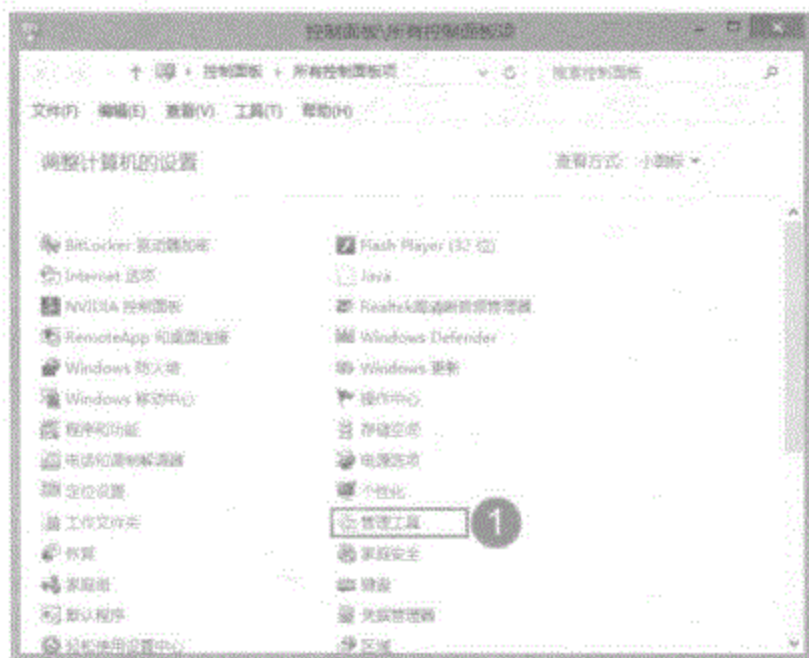 控制面板\所有控制面板项
控制面板 所有控制面板项 搜索控制面板
文件(F) 编辑(E) 查看(V) 工具(T) 帮助(H)
调整计算机的设置 查看方式: 小图标
BitLocker 驱动器加密 Flash Player (32 位)
Internet 选项 Java
NVIDIA 控制面板 Realtek高清晰音频管理器
RemoteApp 和桌面连接 Windows Defender
Windows 防火墙 Windows 更新
Windows 移动中心 操作中心
程序和功能 存储空间
电话和调制解调器 电源选项
定位设置 个性化
工作文件夹 管理工具 1
恢复 家庭安全
家庭组 键盘
默认程序 凭据管理器
轻松使用设置中心 区域